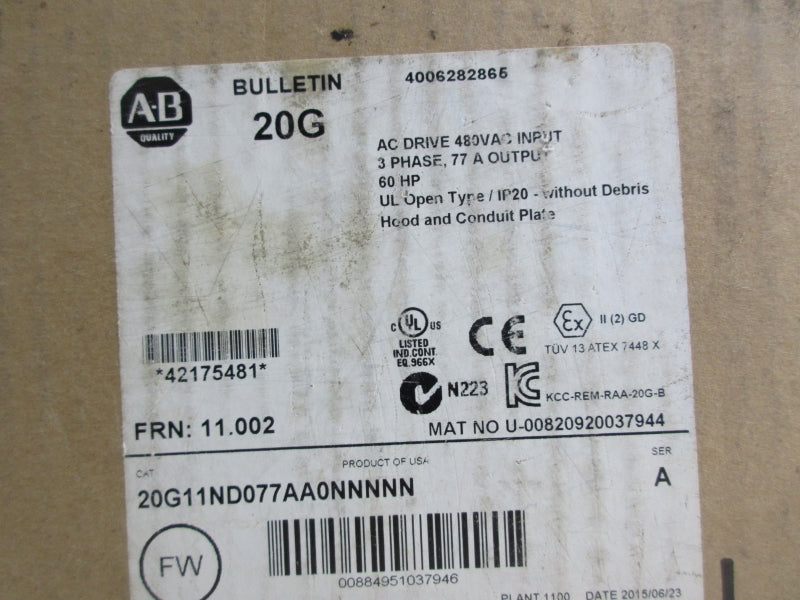 A-B
QUALITY
BULLETIN
20G
4006282865
AC DRIVE 480VAC INPUT
3 PHASE, 77 A OUTPUT
60 HP
UL Open Type / IP20 - without Debris
Hood and Conduit Plate
C UL US
LISTED
IND.CONT.
EQ. 966X
CE
Ex II (2) GD
TÜV 13 ATEX 7448 X
N223
KCC-REM-RAA-20G-B
*42175481*
FRN: 11.002
MAT NO U-00820920037944
CAT
PRODUCT OF USA
SER
20G11ND077AA0NNNNN
A
FW
00884951037946
PLANT 1100 DATE 2015/06/23